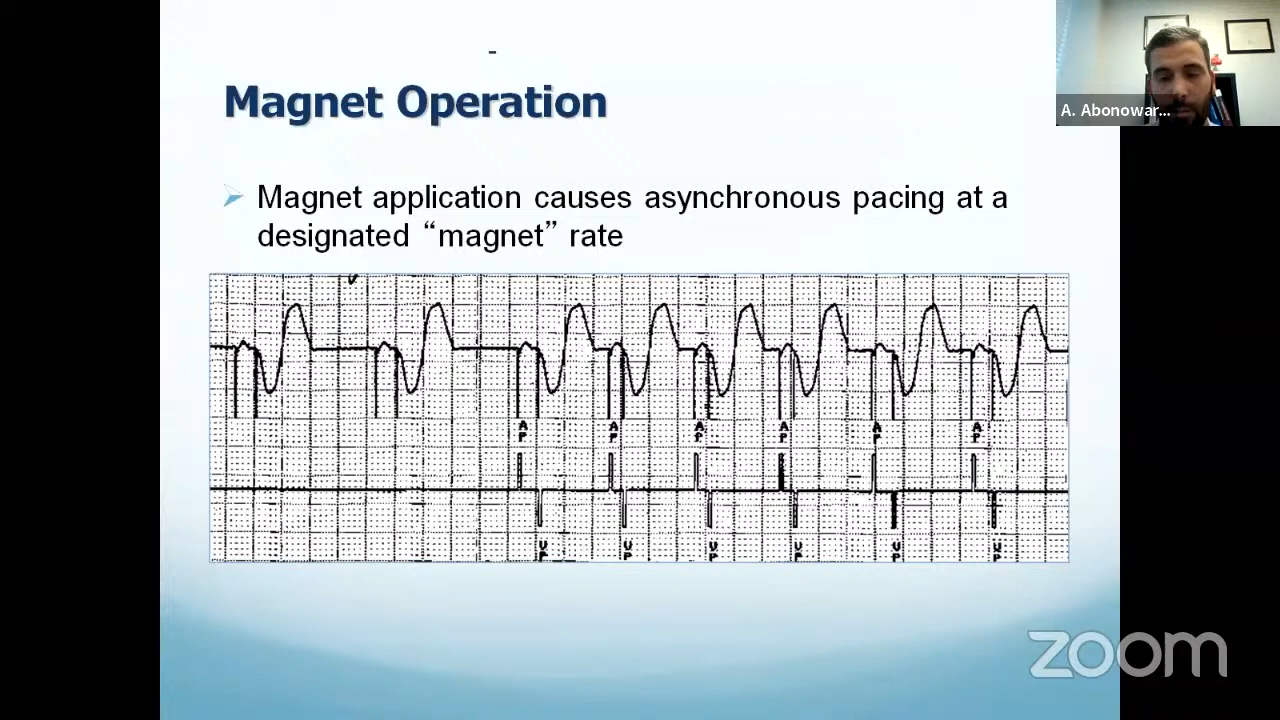 -
Magnet Operation
A. Abonowar...
Magnet application causes asynchronous pacing at a
designated “magnet” rate
AP AP AP AP AP AP
VP VP VP VP VP VP
zoom